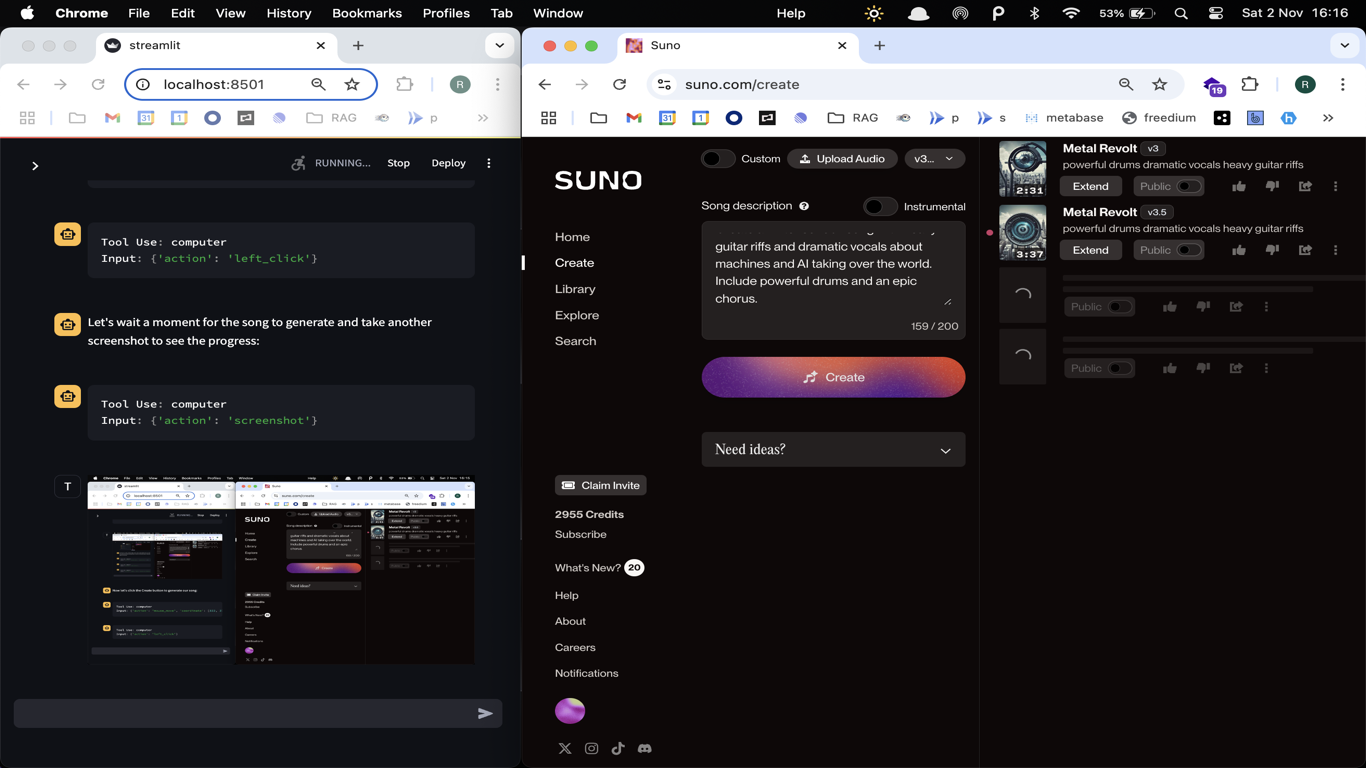 Chrome File Edit View History Bookmarks Profiles Tab Window Help 53% Sat 2 Nov 16:16
streamlit
localhost:8501
R
31 1 RAG p
RUNNING... Stop Deploy
Tool Use: computer
Input: {'action': 'left_click'}
Let's wait a moment for the song to generate and take another
screenshot to see the progress:
Tool Use: computer
Input: {'action': 'screenshot'}
T
Suno
suno.com/create
19
R
31 1 RAG p s metabase freedium
SUNO
Home
Create
Library
Explore
Search
Claim Invite
2955 Credits
Subscribe
What's New? 20
Help
About
Careers
Notifications
Custom Upload Audio v3...
Song description Instrumental
guitar riffs and dramatic vocals about
machines and AI taking over the world.
Include powerful drums and an epic
chorus.
159 / 200
Create
Need ideas?
Metal Revolt v3
powerful drums dramatic vocals heavy guitar riffs
2:31
Extend Public
Metal Revolt v3.5
powerful drums dramatic vocals heavy guitar riffs
3:37
Extend Public
Public
Public